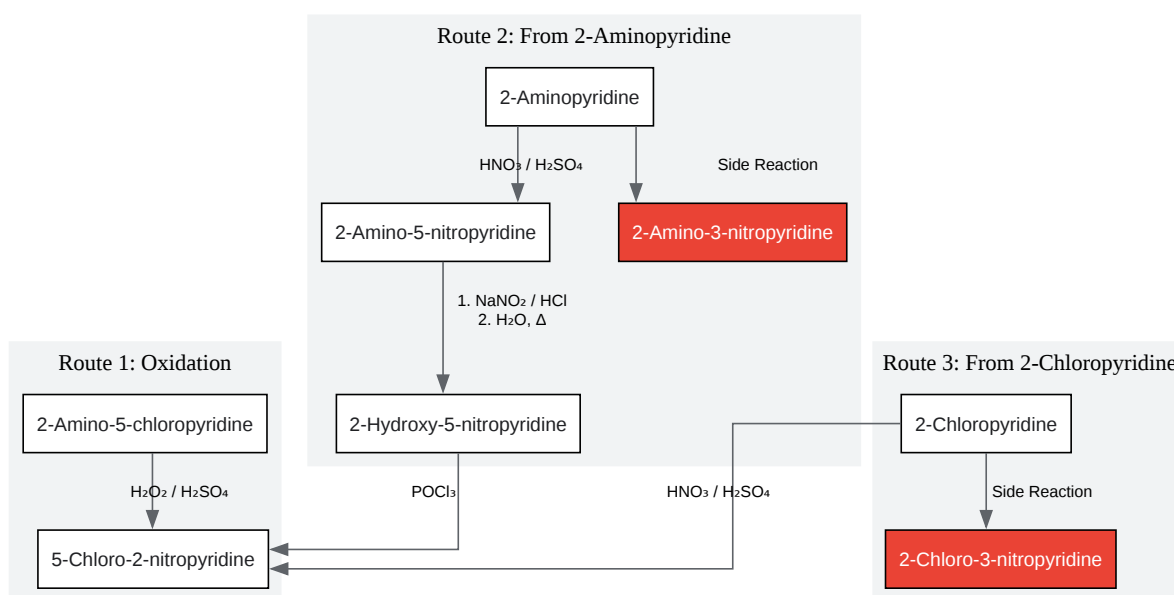 Route 2: From 2-Aminopyridine
2-Aminopyridine
HNO₃ / H₂SO₄
Side Reaction
2-Amino-5-nitropyridine
2-Amino-3-nitropyridine
1. NaNO₂ / HCl
2. H₂O, Δ
Route 1: Oxidation
Route 3: From 2-Chloropyridine
2-Amino-5-chloropyridine
2-Hydroxy-5-nitropyridine
2-Chloropyridine
H₂O₂ / H₂SO₄
POCl₃
HNO₃ / H₂SO₄
Side Reaction
5-Chloro-2-nitropyridine
2-Chloro-3-nitropyridine